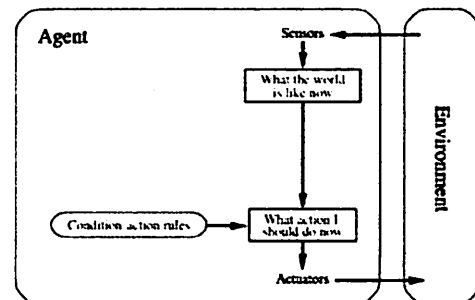 Agent
Sensors
What the world
is like now
Environment
Condition action rules
What action I
should do now
Actuators